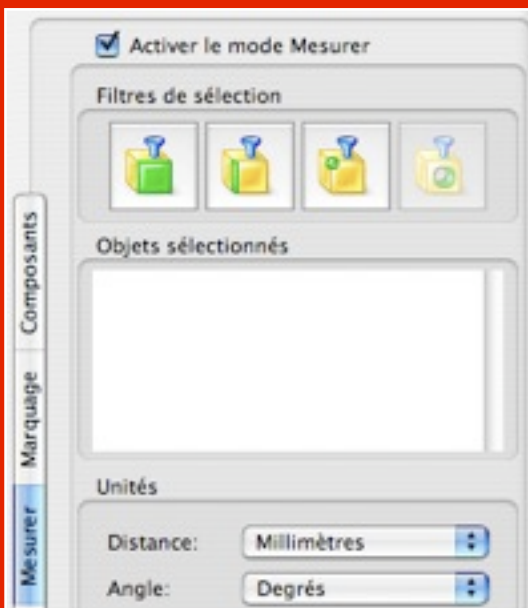 Activer le mode Mesurer
Filtres de sélection
Objets sélectionnés
Composants
Marquage
Mesurer
Unités
Distance: Millimètres
Angle: Degrés